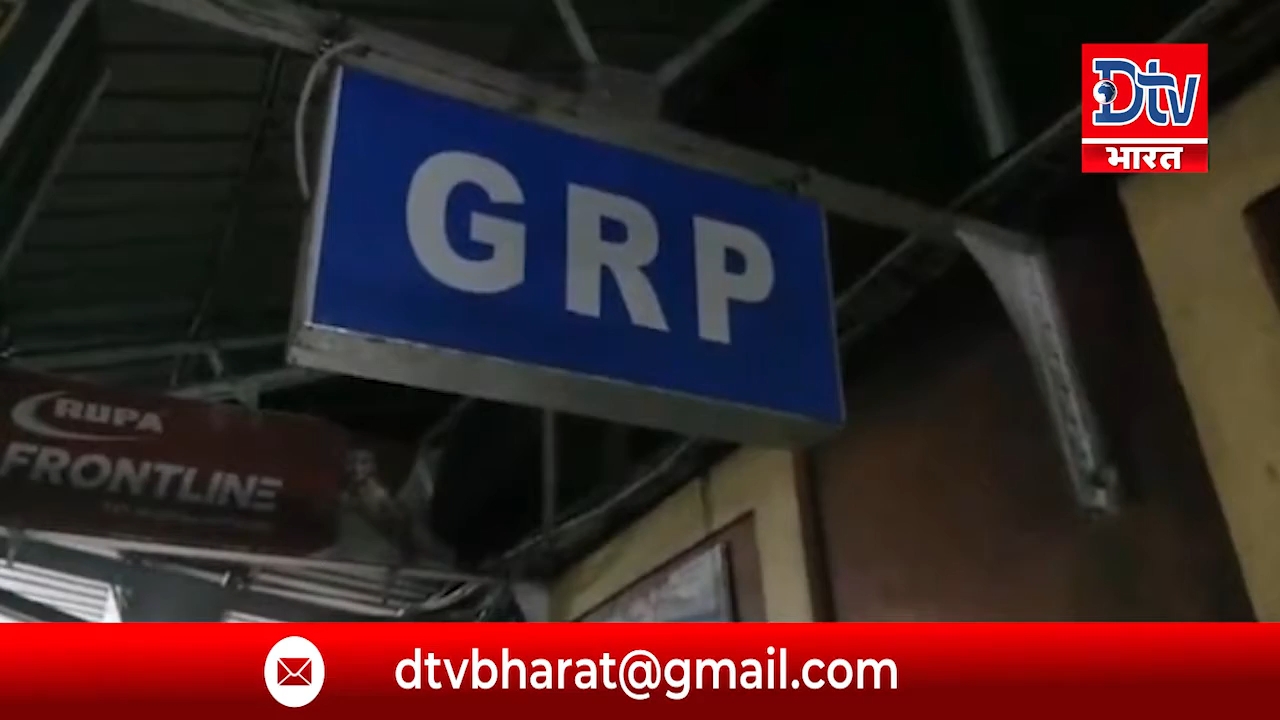 Dtv
भारत
GRP
RUPA
FRONTLINE
dtvbharat@gmail.com